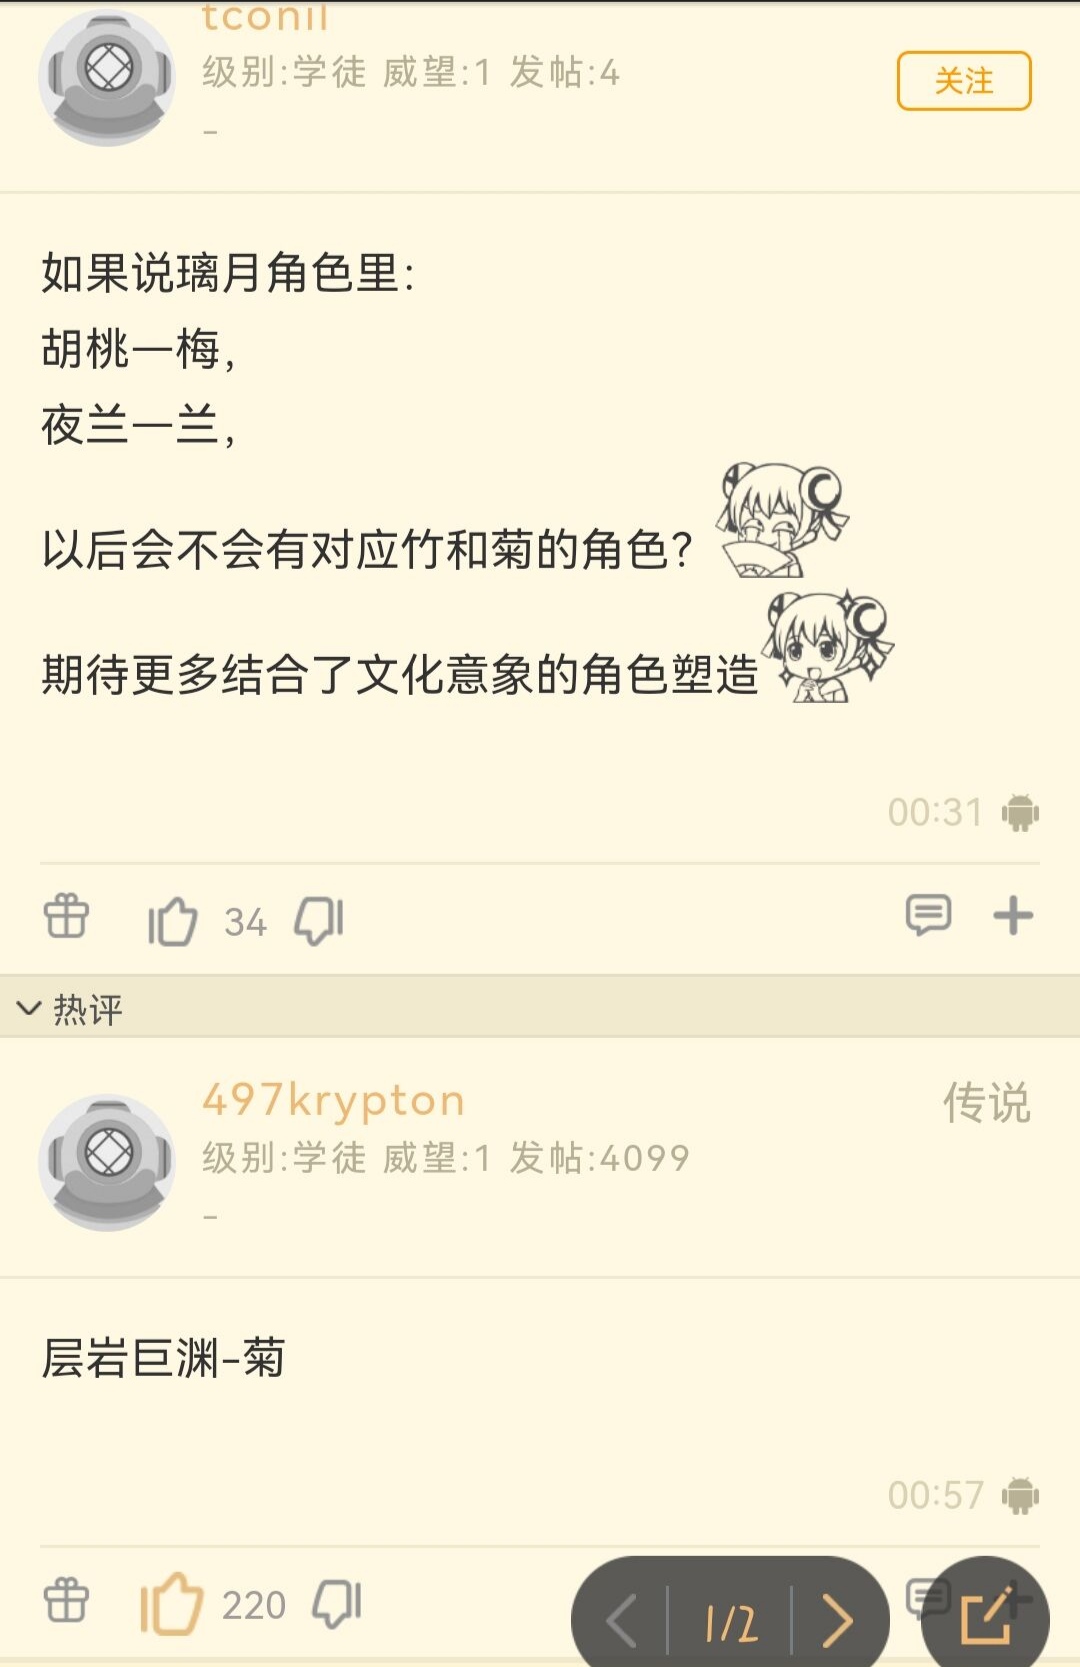 tconil
级别:学徒 威望:1 发帖:4
关注
-
如果说璃月角色里:
胡桃—梅,
夜兰—兰,
以后会不会有对应竹和菊的角色?
期待更多结合了文化意象的角色塑造
00:31
34
热评
497krypton
传说
级别:学徒 威望:1 发帖:4099
-
层岩巨渊-菊
00:57
220
1/2